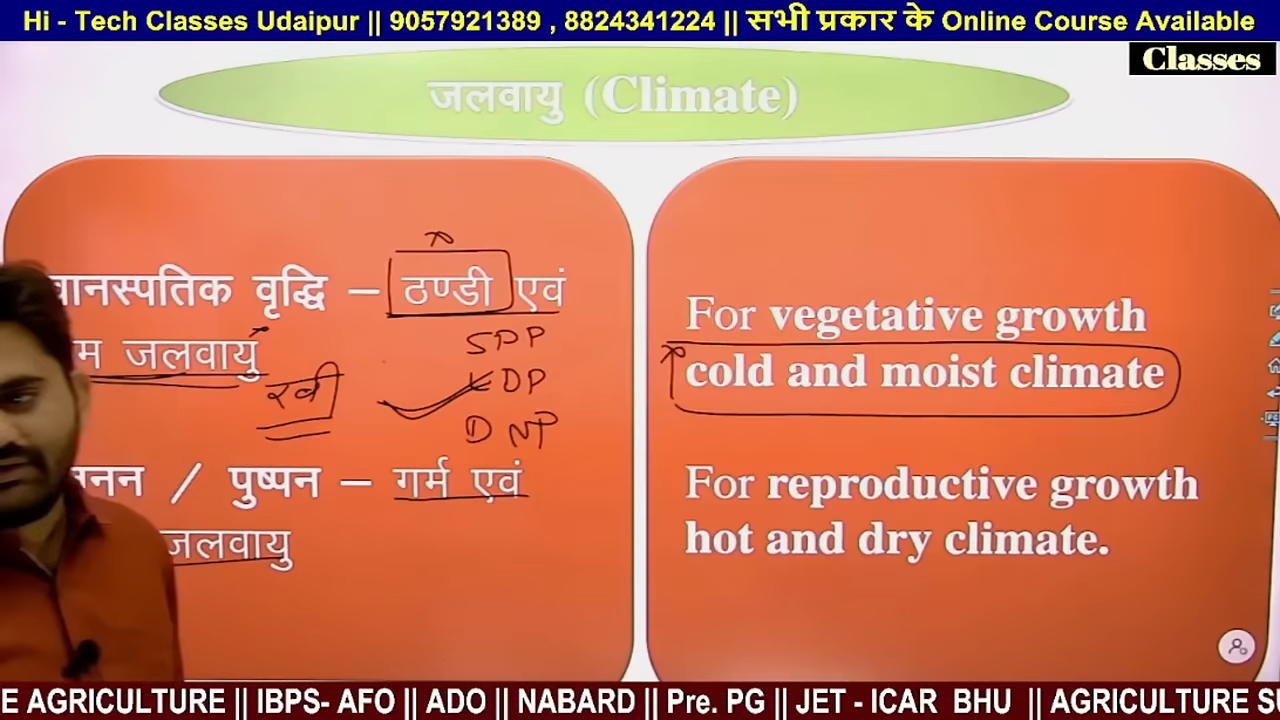 Hi - Tech Classes Udaipur || 9057921389 , 8824341224 || सभी प्रकार के Online Course Available
Classes
जलवायु (Climate)
वानस्पतिक वृद्धि – ठण्डी एवं
जलवायु
SPP
LDP
रबी
DNP
/ पुष्पन – गर्म एवं
जलवायु
For vegetative growth
cold and moist climate
For reproductive growth
hot and dry climate.
E AGRICULTURE || IBPS- AFO || ADO || NABARD || Pre. PG || JET - ICAR BHU || AGRICULTURE